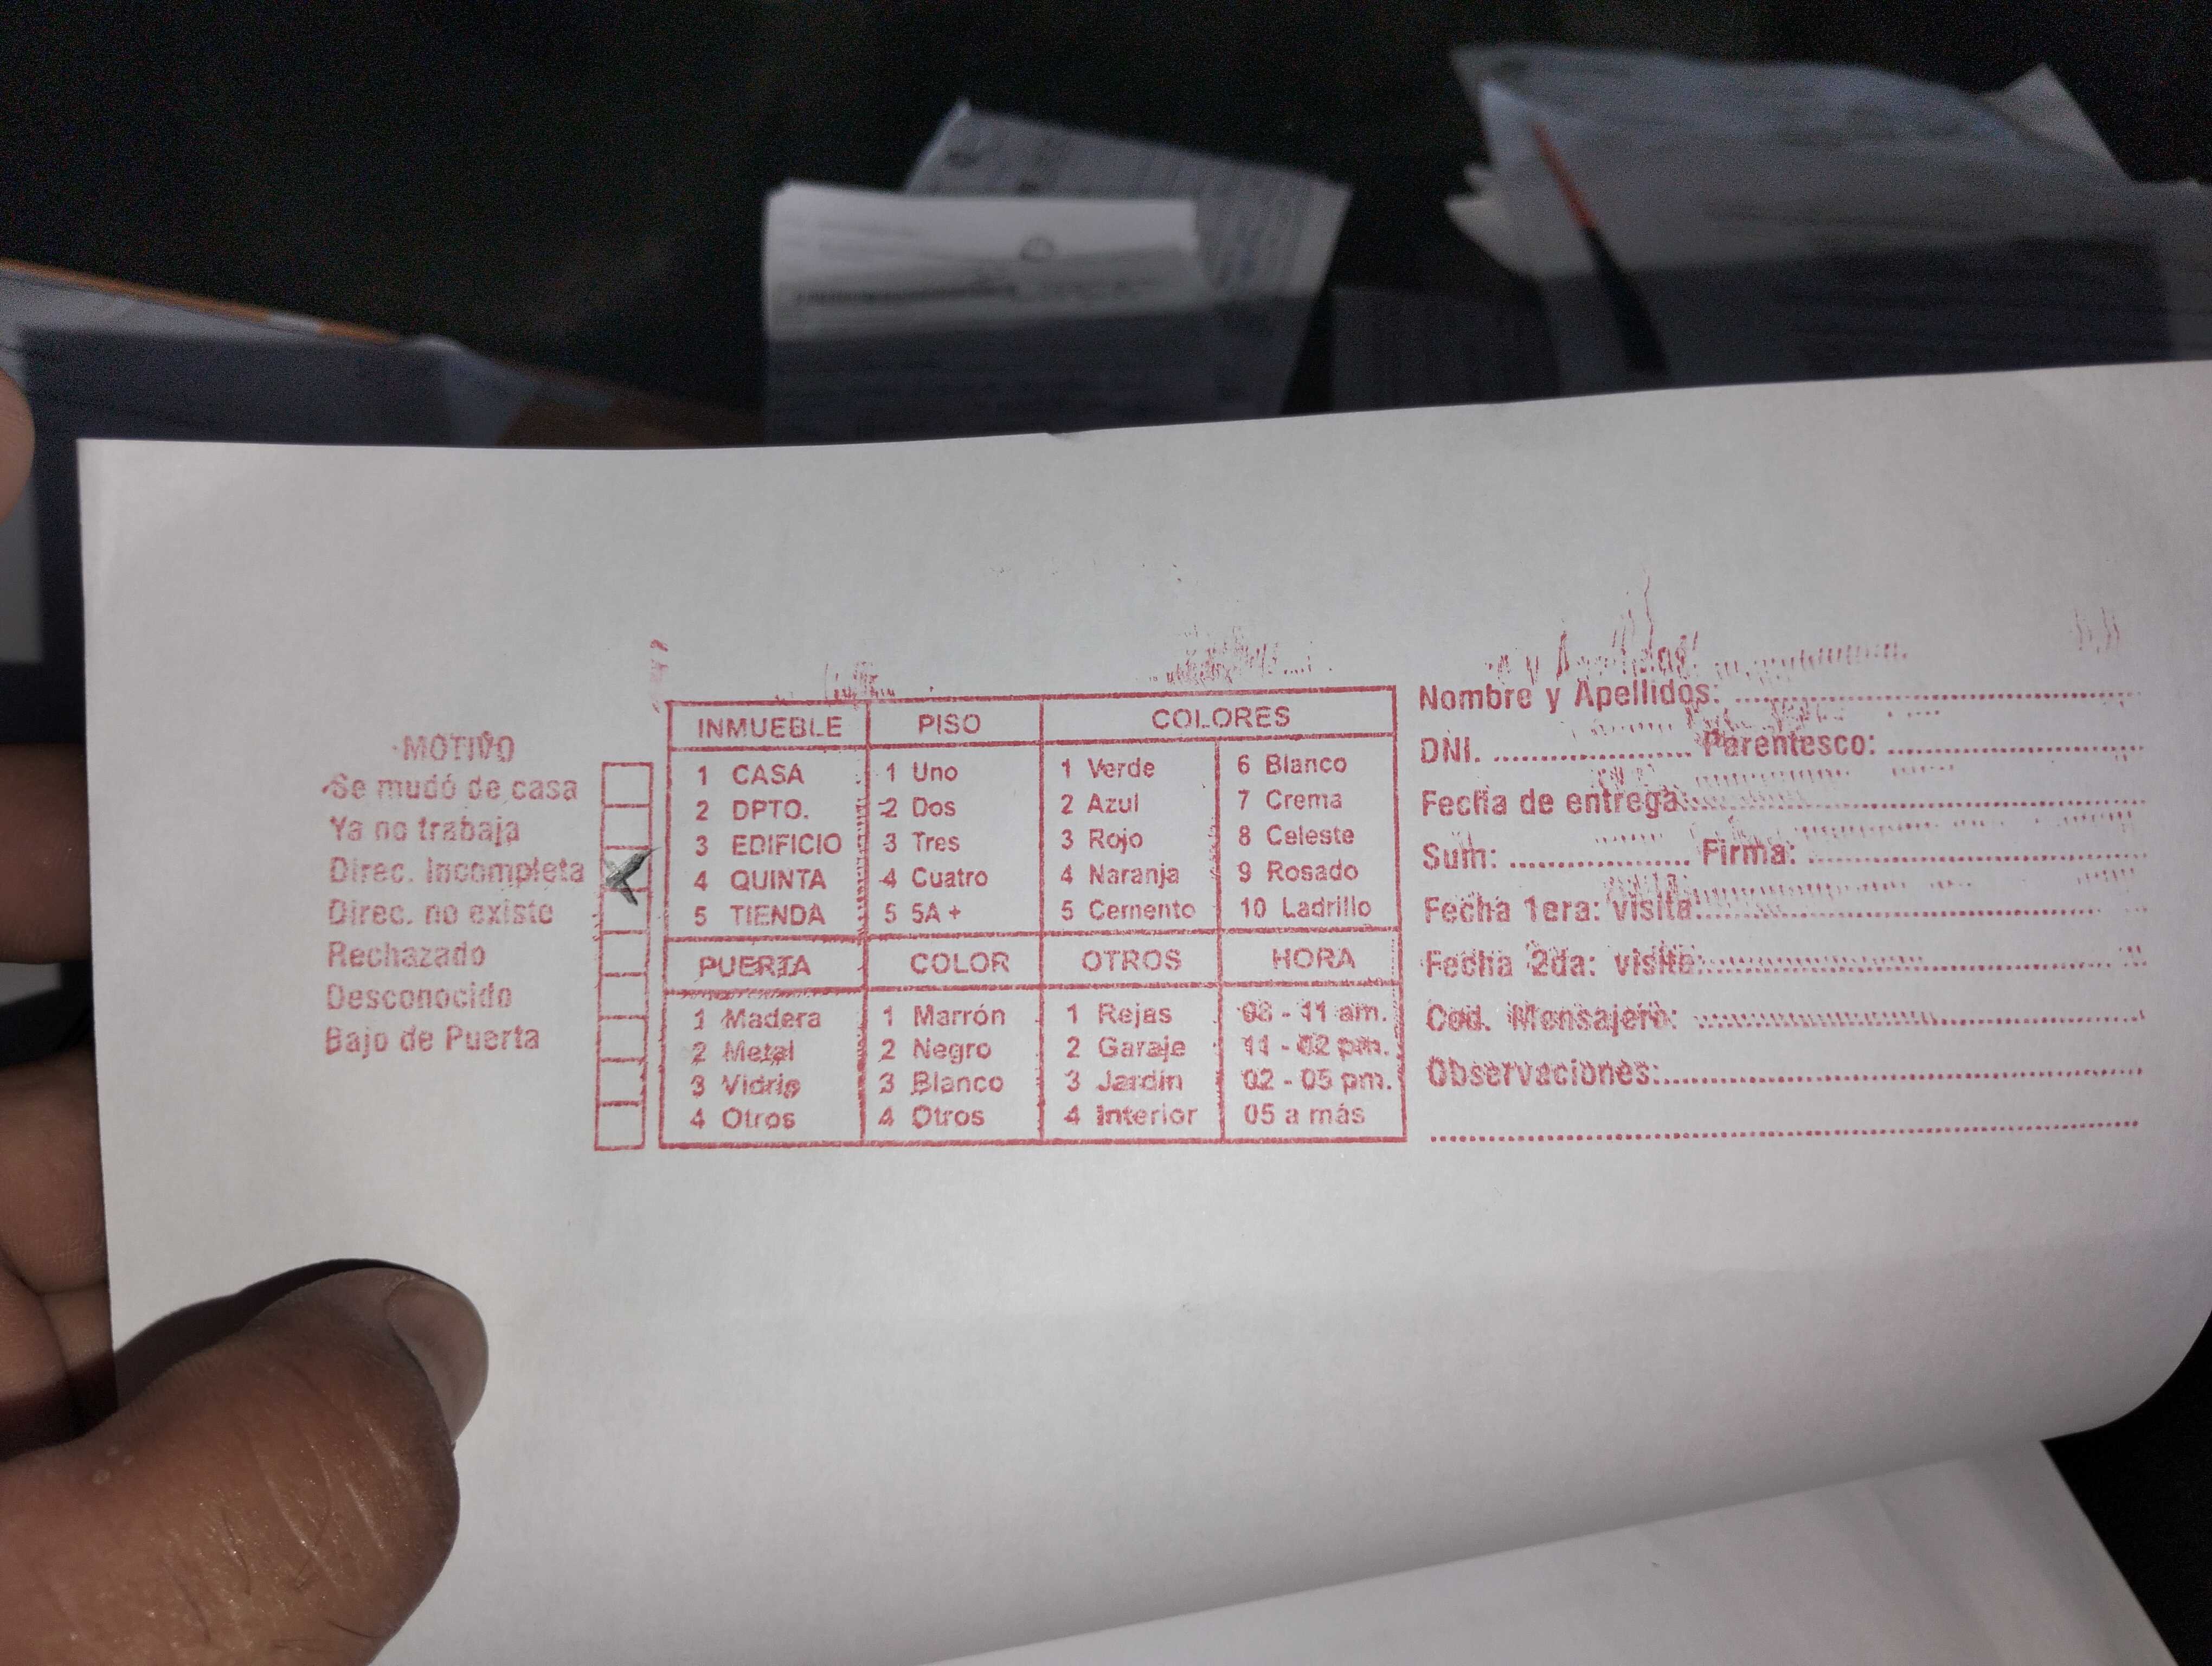 MOTIVO
Se mudó de casa
Ya no trabaja
Direc. Incompleta
Direc. no existe
Rechazado
Desconocido
Bajo de Puerta
INMUEBLE PISO COLORES
1 CASA 1 Uno 1 Verde 6 Blanco
2 DPTO. 2 Dos 2 Azul 7 Crema
3 EDIFICIO 3 Tres 3 Rojo 8 Celeste
4 QUINTA 4 Cuatro 4 Naranja 9 Rosado
5 TIENDA 5 5A + 5 Cemento 10 Ladrillo
PUERTA COLOR OTROS HORA
1 Madera 1 Marrón 1 Rejas 08 - 11 am.
2 Metal 2 Negro 2 Garaje 11 - 02 pm.
3 Vidrio 3 Blanco 3 Jardín 02 - 05 pm.
4 Otros 4 Otros 4 Interior 05 a más
Nombre y Apellidos: ..............................
DNI. ..................... Parentesco: ..............................
Fecha de entrega:..............................
Sum: .................... Firma: ..............................
Fecha 1era: visita:..............................
Fecha 2da: visita:..............................
Cod. Mensajero: ..............................
Observaciones:..............................